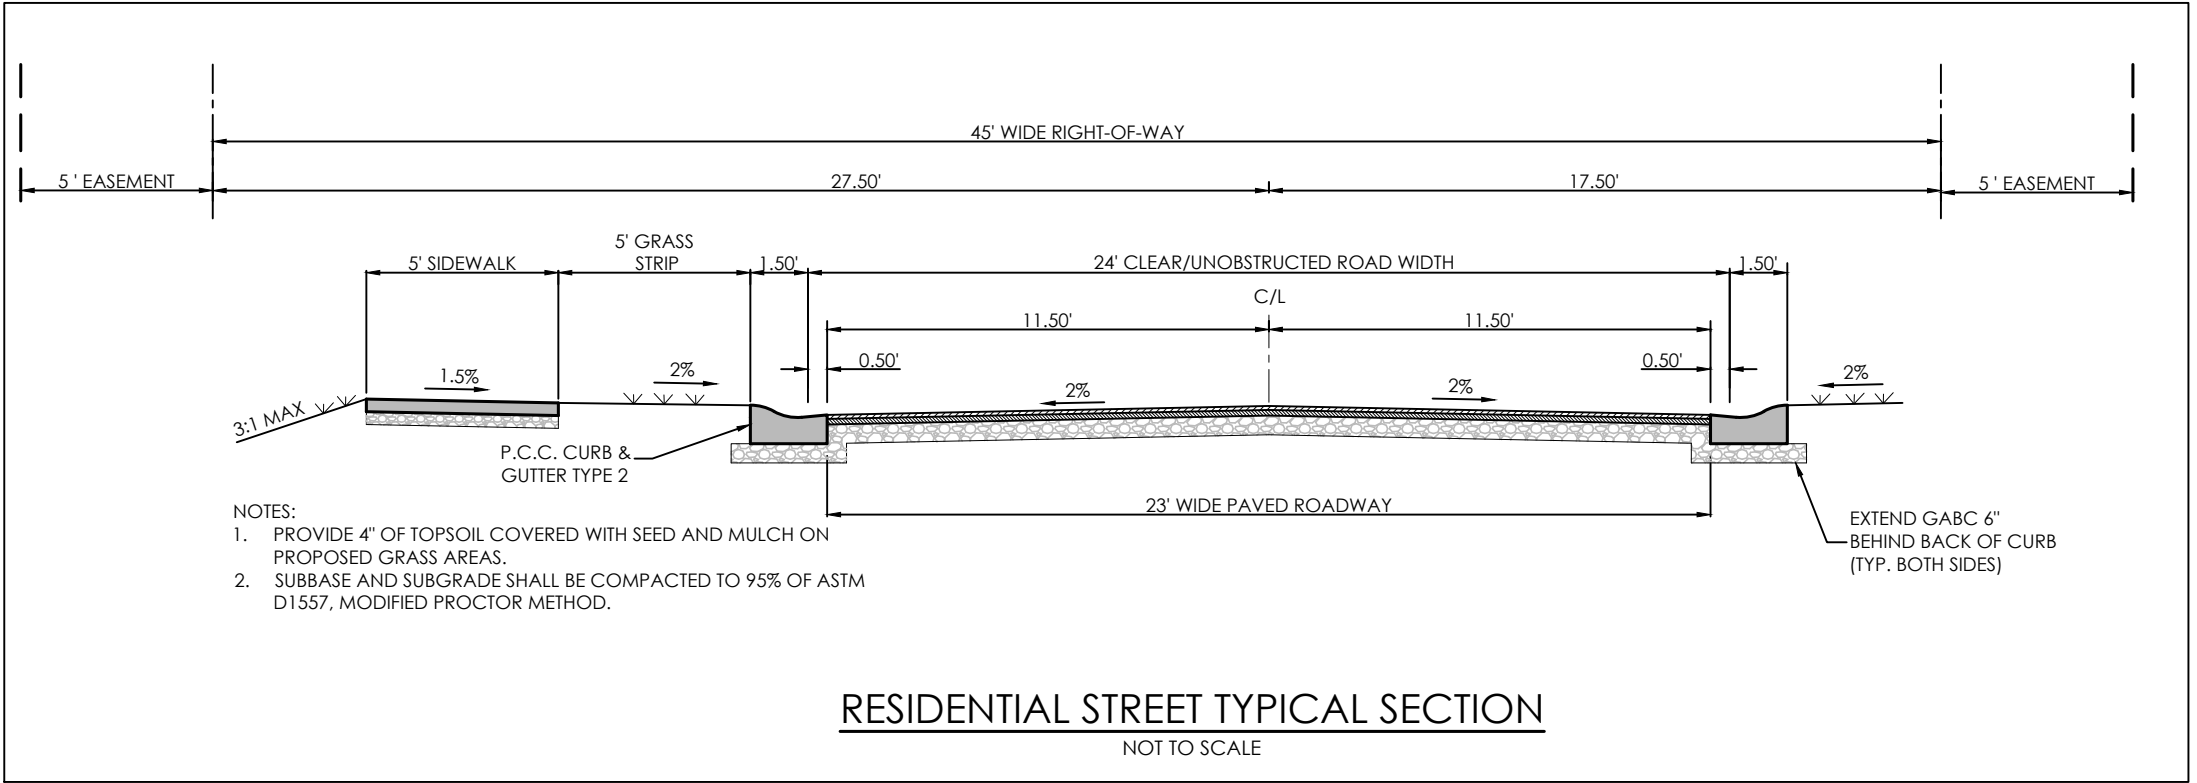 45' WIDE RIGHT-OF-WAY
5 ' EASEMENT
27.50'
17.50'
5 ' EASEMENT
5' SIDEWALK
5' GRASS
STRIP
1.50'
24' CLEAR/UNOBSTRUCTED ROAD WIDTH
1.50'
C/L
11.50'
11.50'
0.50'
0.50'
3:1 MAX
1.5%
2%
2%
2%
2%
P.C.C. CURB &
GUTTER TYPE 2
23' WIDE PAVED ROADWAY
EXTEND GABC 6"
BEHIND BACK OF CURB
(TYP. BOTH SIDES)
NOTES:
1. PROVIDE 4" OF TOPSOIL COVERED WITH SEED AND MULCH ON
PROPOSED GRASS AREAS.
2. SUBBASE AND SUBGRADE SHALL BE COMPACTED TO 95% OF ASTM
D1557, MODIFIED PROCTOR METHOD.
RESIDENTIAL STREET TYPICAL SECTION
NOT TO SCALE